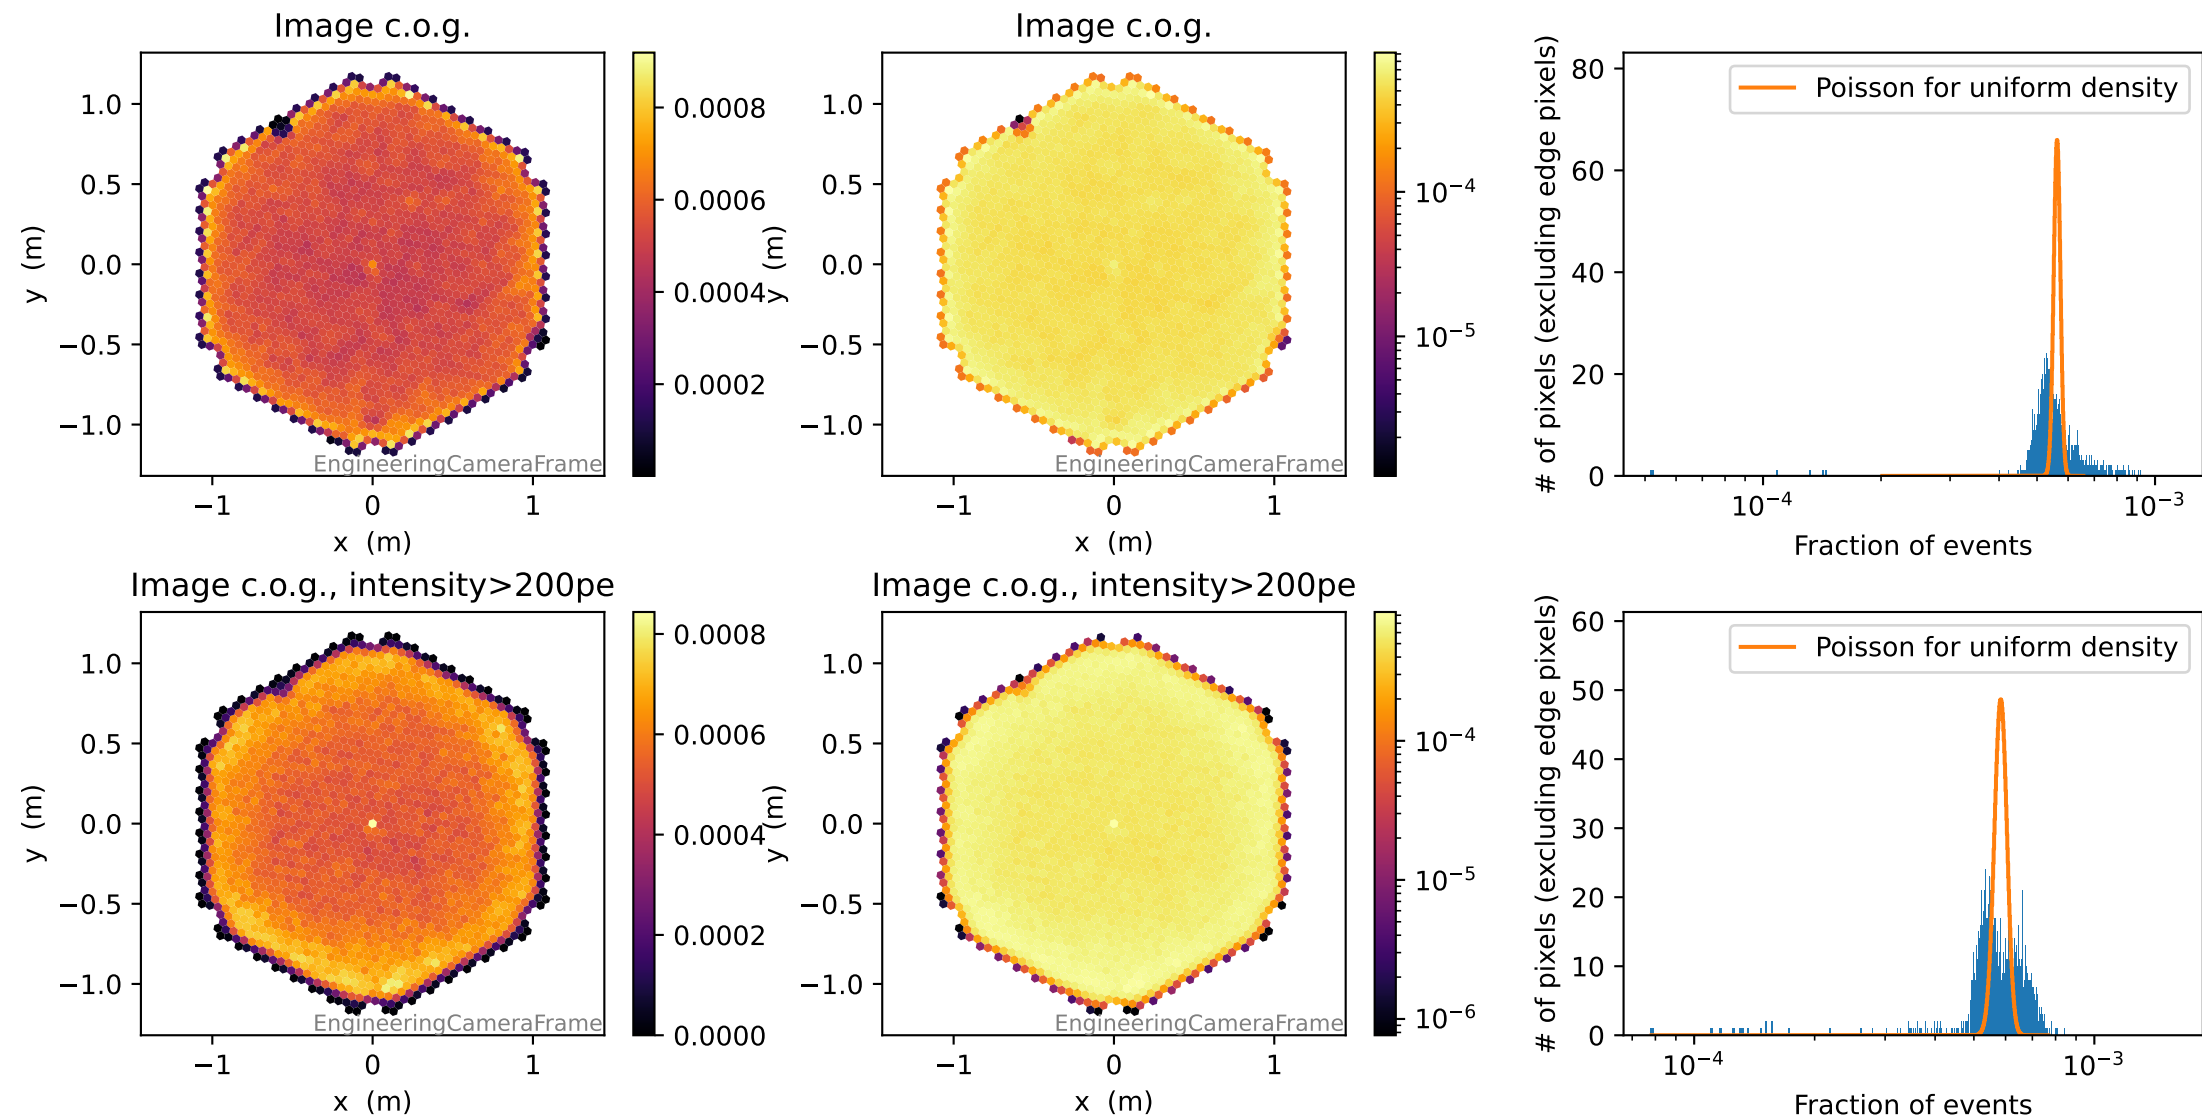 Image c.o.g.
y (m)
1.0
0.5
0.0
−0.5
−1.0
−1
0
1
x (m)
EngineeringCameraFrame
0.0008
0.0006
0.0004
0.0002
Image c.o.g.
y (m)
1.0
0.5
0.0
−0.5
−1.0
−1
0
1
x (m)
EngineeringCameraFrame
10⁻⁴
10⁻⁵
# of pixels (excluding edge pixels)
80
60
40
20
0
Poisson for uniform density
10⁻⁴
10⁻³
Fraction of events
Image c.o.g., intensity>200pe
y (m)
1.0
0.5
0.0
−0.5
−1.0
−1
0
1
x (m)
EngineeringCameraFrame
0.0008
0.0006
0.0004
0.0002
0.0000
Image c.o.g., intensity>200pe
y (m)
1.0
0.5
0.0
−0.5
−1.0
−1
0
1
x (m)
EngineeringCameraFrame
10⁻⁴
10⁻⁵
10⁻⁶
# of pixels (excluding edge pixels)
60
50
40
30
20
10
0
Poisson for uniform density
10⁻⁴
10⁻³
Fraction of events